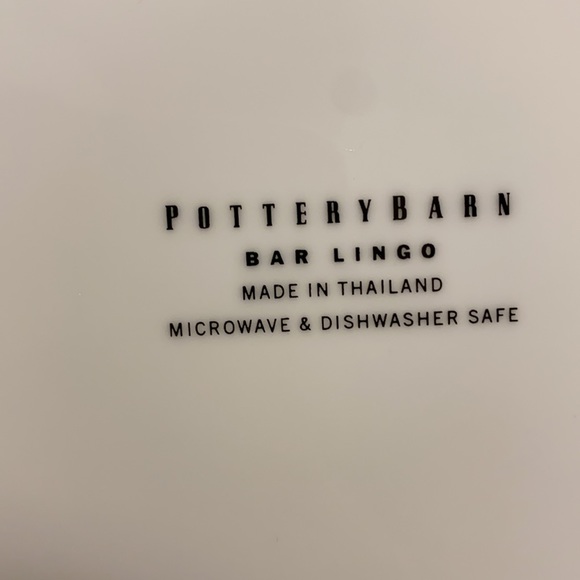 POTTERYBARN
BAR LINGO
MADE IN THAILAND
MICROWAVE & DISHWASHER SAFE